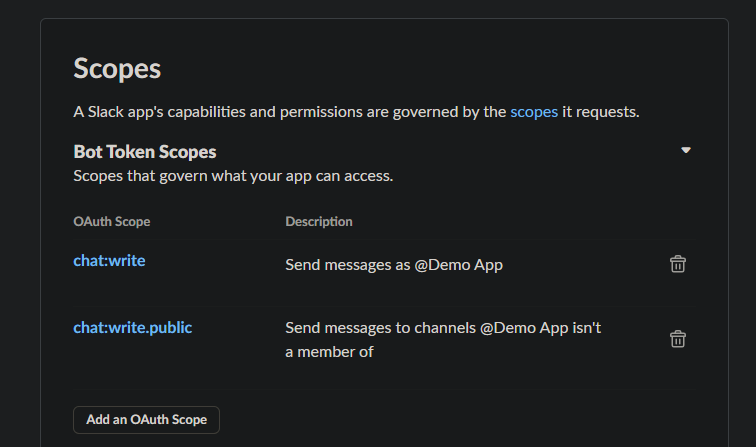 Scopes
A Slack app's capabilities and permissions are governed by the scopes it requests.
Bot Token Scopes
Scopes that govern what your app can access.
OAuth Scope Description
chat:write Send messages as @Demo App
chat:write.public Send messages to channels @Demo App isn't
a member of
Add an OAuth Scope